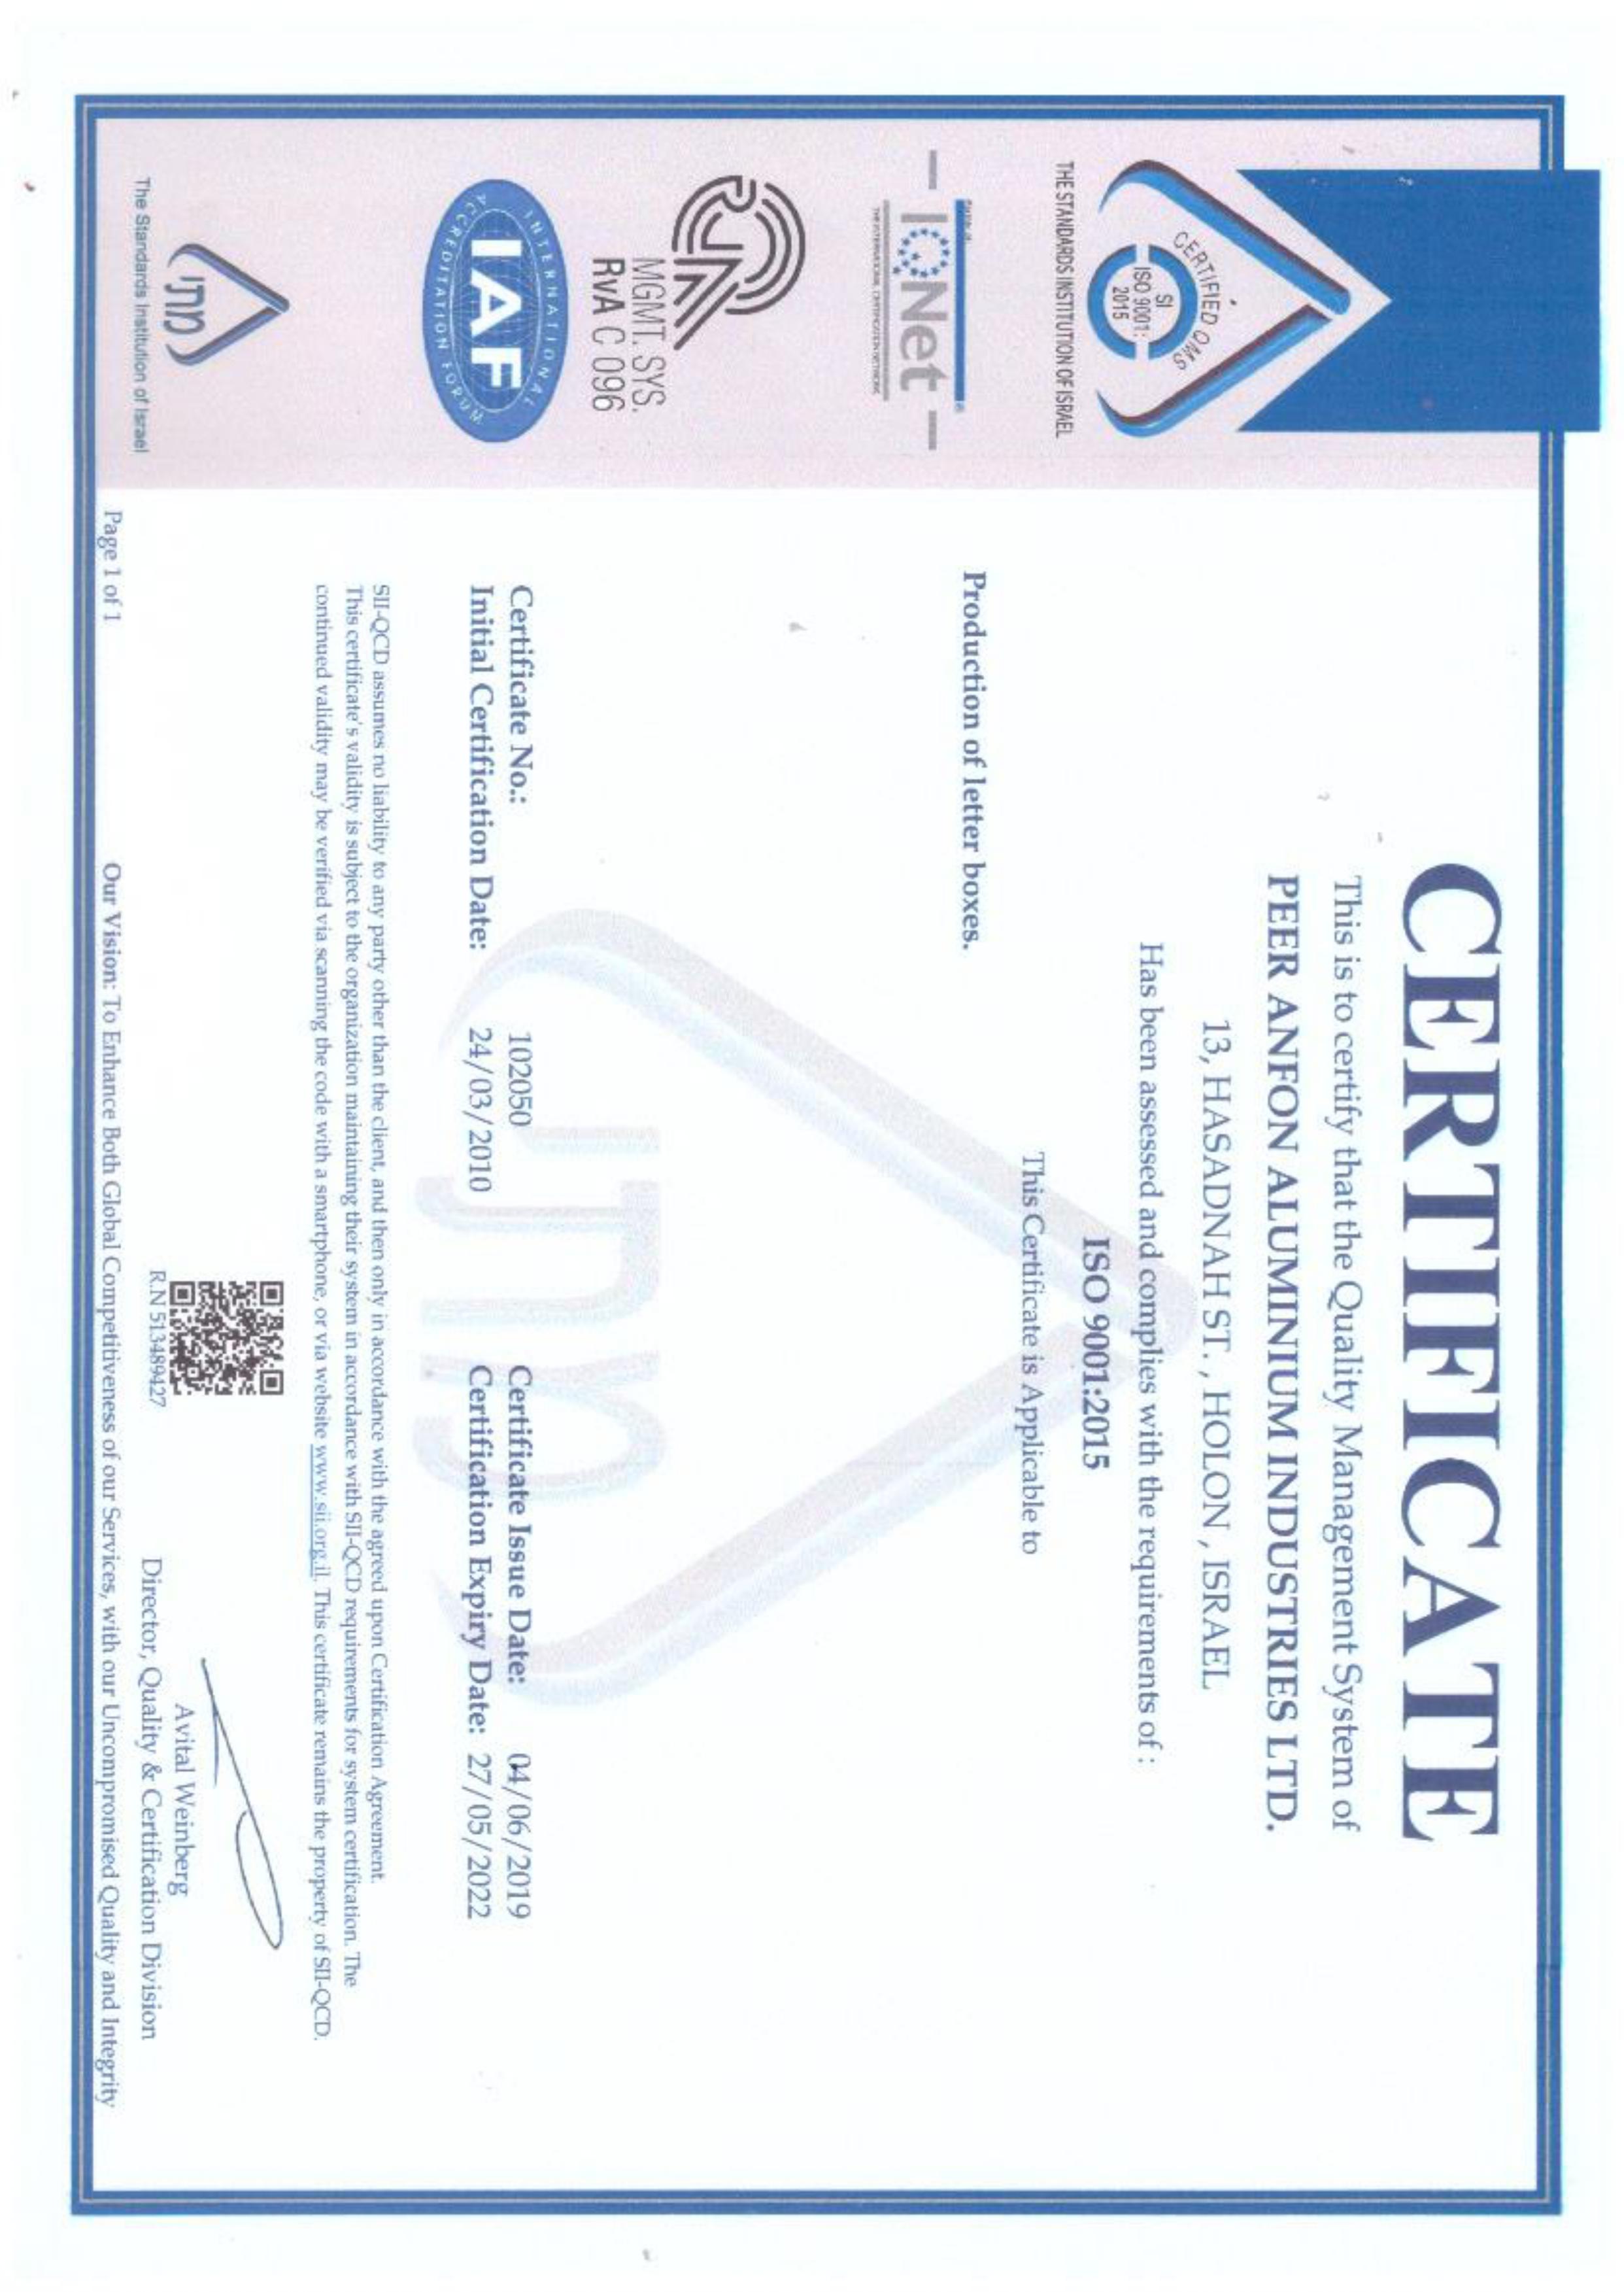 CERTIFICATE
This is to certify that the Quality Management System of
PEER ANFON ALUMINIUM INDUSTRIES LTD.
13, HASADNAH ST. , HOLON , ISRAEL
Has been assessed and complies with the requirements of :
ISO 9001:2015
This Certificate is Applicable to
Production of letter boxes.
מתי
Certificate No.: 102050 Certificate Issue Date: 04/06/2019
Initial Certification Date: 24/03/2010 Certification Expiry Date: 27/05/2022
SII-QCD assumes no liability to any party other than the client, and then only in accordance with the agreed upon Certification Agreement.
This certificate's validity is subject to the organization maintaining their system in accordance with SII-QCD requirements for system certification. The
continued validity may be verified via scanning the code with a smartphone, or via website www.sii.org.il. This certificate remains the property of SII-QCD.
R.N 513489427
Avital Weinberg
Director, Quality & Certification Division
Page 1 of 1
Our Vision: To Enhance Both Global Competitiveness of our Services, with our Uncompromised Quality and Integrity
CERTIFIED QMS
SI
ISO 9001:
2015
THE STANDARDS INSTITUTION OF ISRAEL
IQNet
THE INTERNATIONAL CERTIFICATION NETWORK
RvA
MGMT. SYS.
RvA C 096
INTERNATIONAL
IAF
ACCREDITATION FORUM
מתי
The Standards Institution of Israel